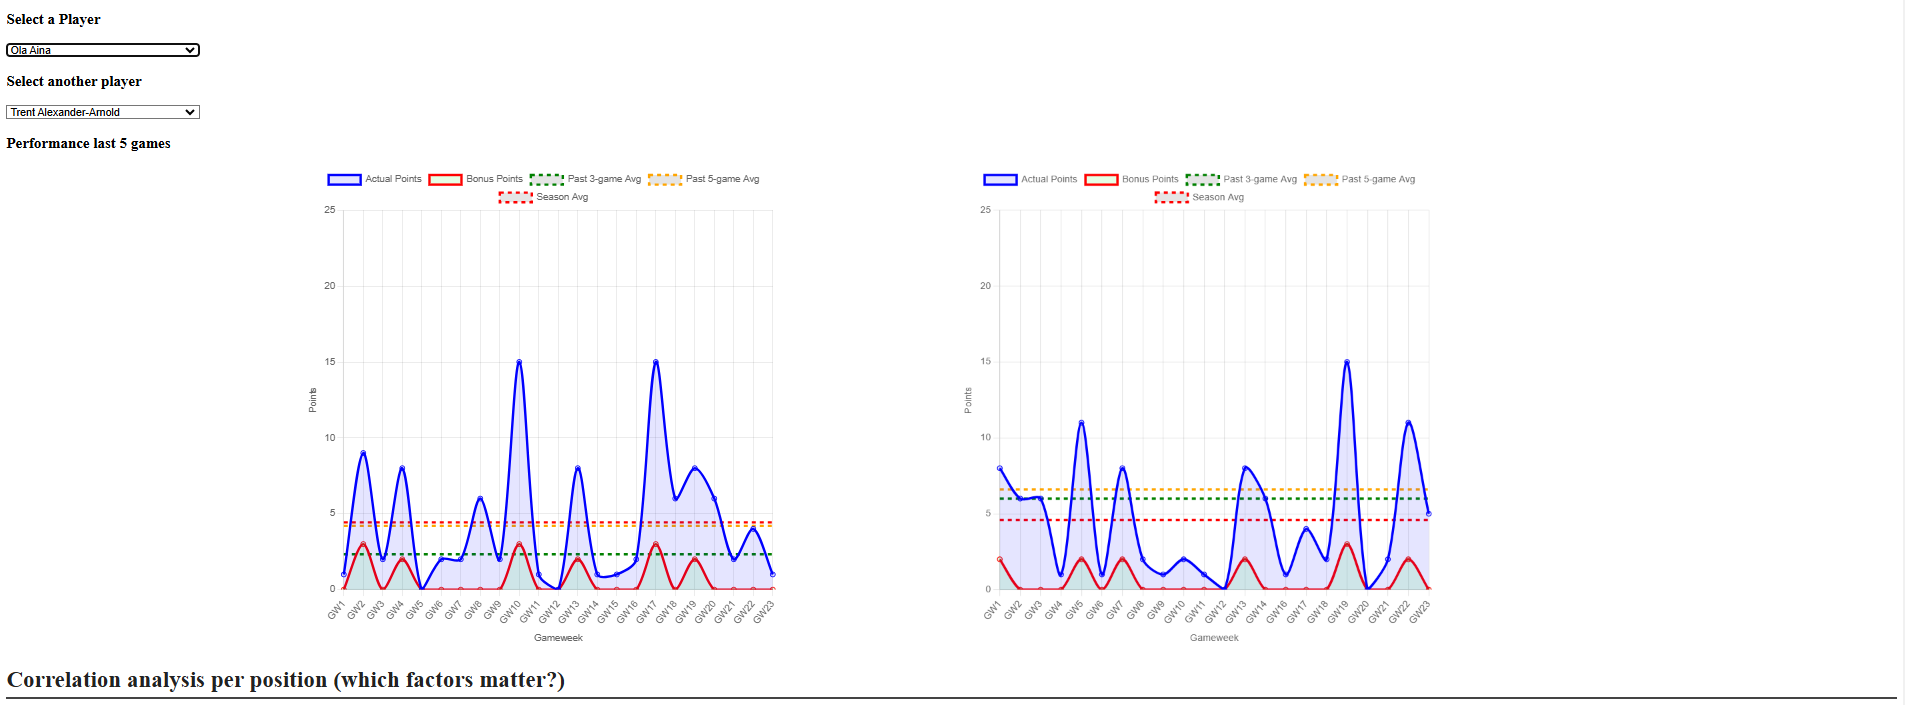 Select a Player
Ola Aina
Select another player
Trent Alexander-Arnold
Performance last 5 games
Actual Points Bonus Points Past 3-game Avg Past 5-game Avg
Season Avg
25
20
15
10
5
0
Points
GW1 GW2 GW3 GW4 GW5 GW6 GW7 GW8 GW9 GW10 GW11 GW12 GW13 GW14 GW15 GW16 GW17 GW18 GW19 GW20 GW21 GW22 GW23
Gameweek
Actual Points Bonus Points Past 3-game Avg Past 5-game Avg
Season Avg
25
20
15
10
5
0
Points
GW1 GW2 GW3 GW4 GW5 GW6 GW7 GW8 GW9 GW10 GW11 GW12 GW13 GW14 GW16 GW17 GW18 GW19 GW20 GW21 GW22 GW23
Gameweek
Correlation analysis per position (which factors matter?)